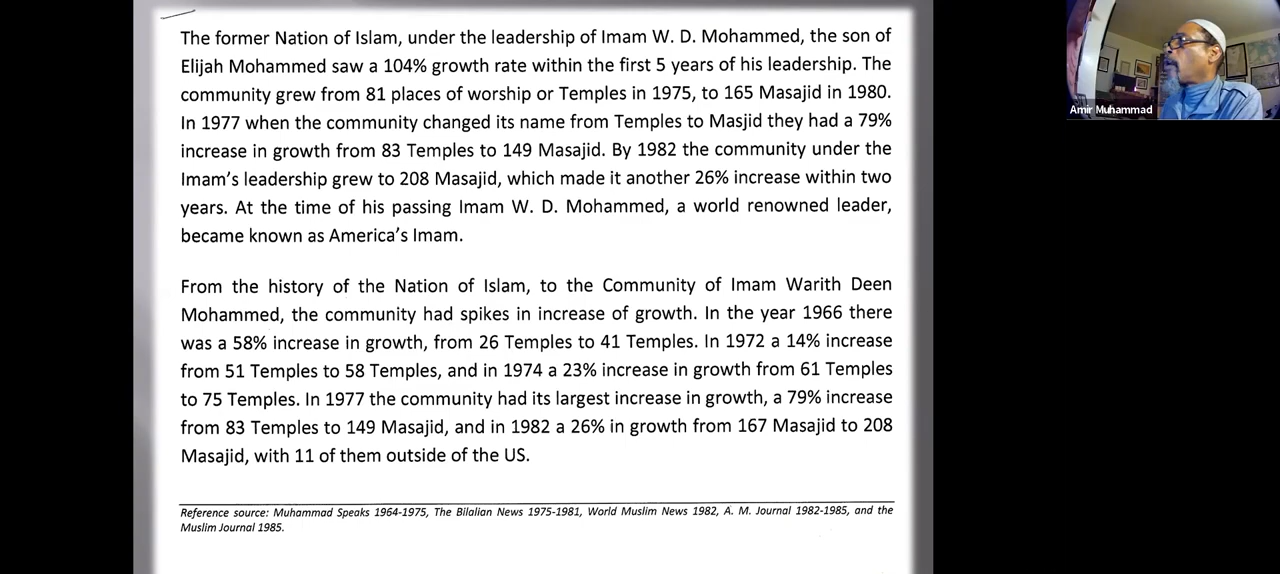 The former Nation of Islam, under the leadership of Imam W. D. Mohammed, the son of
Elijah Mohammed saw a 104% growth rate within the first 5 years of his leadership. The
community grew from 81 places of worship or Temples in 1975, to 165 Masajid in 1980.
In 1977 when the community changed its name from Temples to Masjid they had a 79%
increase in growth from 83 Temples to 149 Masajid. By 1982 the community under the
Imam's leadership grew to 208 Masajid, which made it another 26% increase within two
years. At the time of his passing Imam W. D. Mohammed, a world renowned leader,
became known as America's Imam.
From the history of the Nation of Islam, to the Community of Imam Warith Deen
Mohammed, the community had spikes in increase of growth. In the year 1966 there
was a 58% increase in growth, from 26 Temples to 41 Temples. In 1972 a 14% increase
from 51 Temples to 58 Temples, and in 1974 a 23% increase in growth from 61 Temples
to 75 Temples. In 1977 the community had its largest increase in growth, a 79% increase
from 83 Temples to 149 Masajid, and in 1982 a 26% in growth from 167 Masajid to 208
Masajid, with 11 of them outside of the US.
Reference source: Muhammad Speaks 1964-1975, The Bilalian News 1975-1981, World Muslim News 1982, A. M. Journal 1982-1985, and the
Muslim Journal 1985.
Amir Muhammad